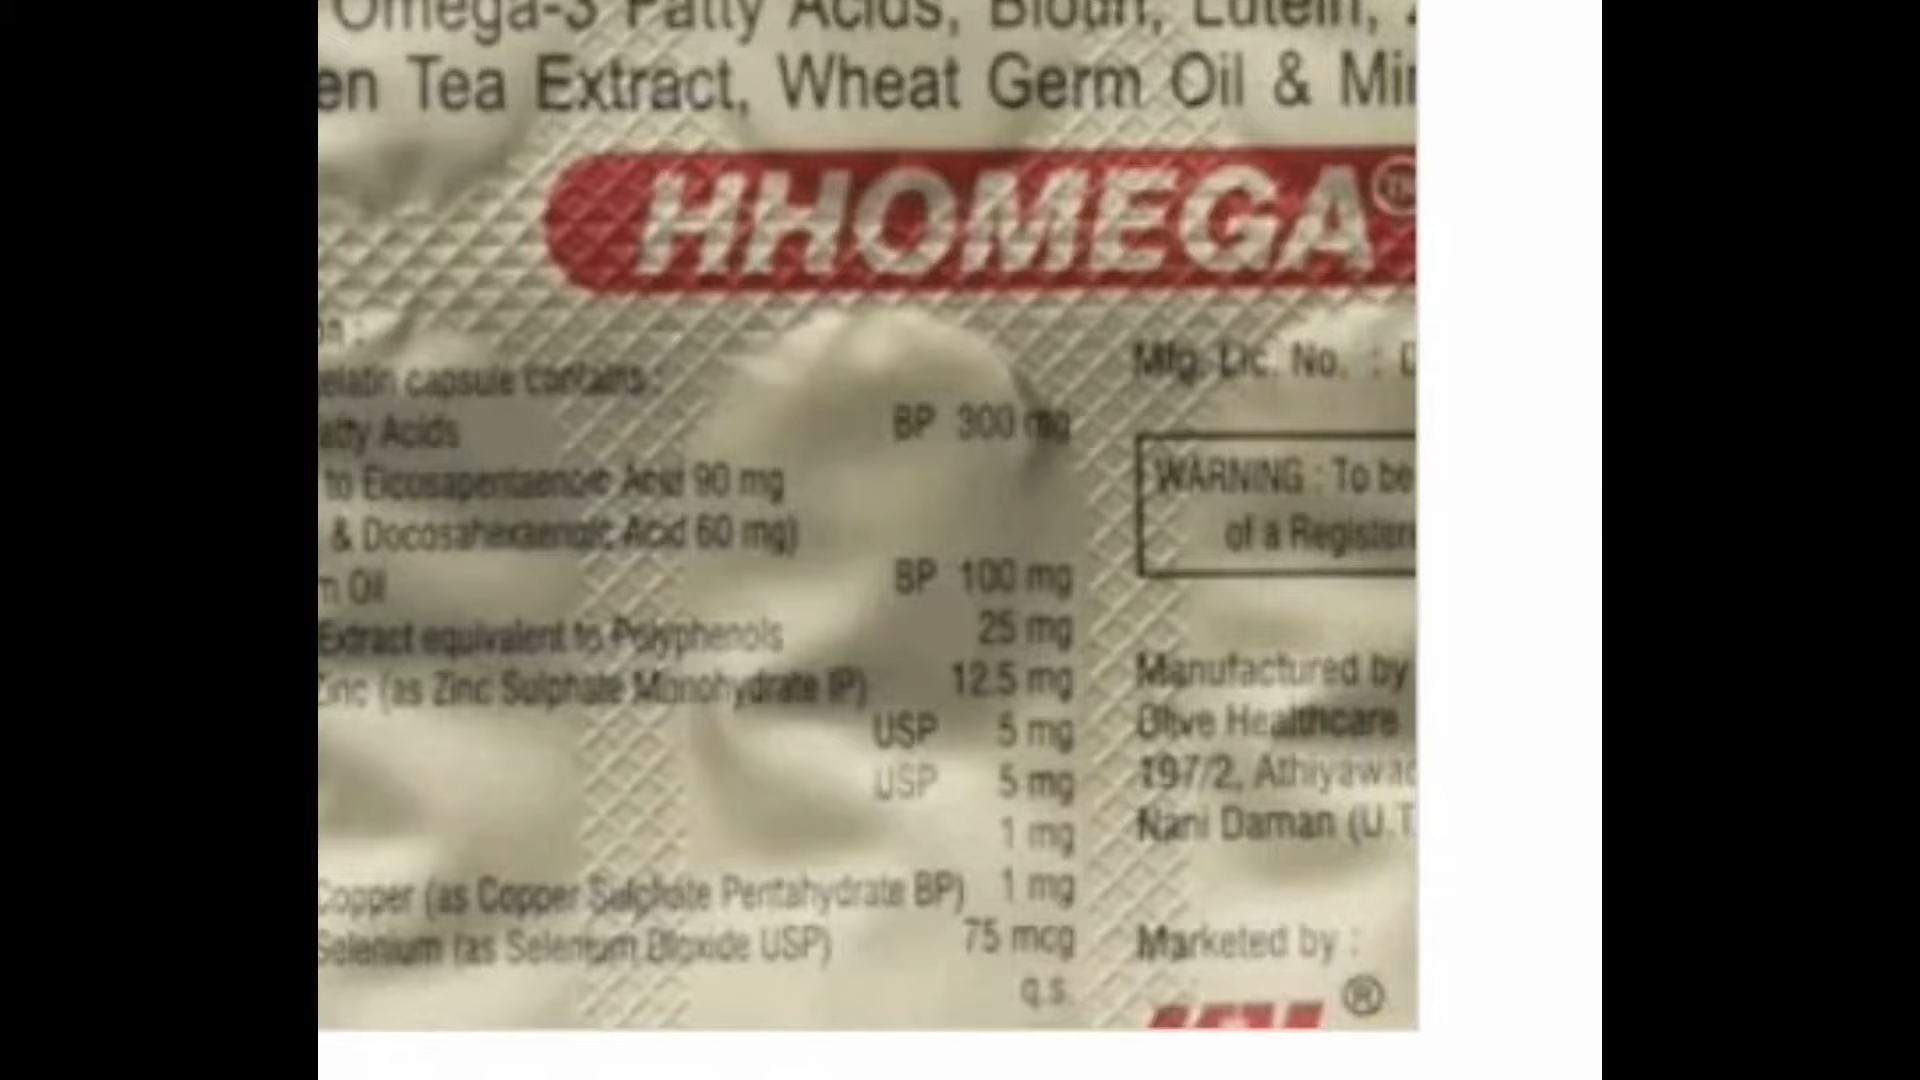 Omega-3 Fatty Acids, Biotin, Lutein,
en Tea Extract, Wheat Germ Oil & Mi
HHOMEGA™
on :
elatin capsule contains :
atty Acids BP 300 mg
to Eicosapentaenoic Acid 90 mg
& Docosahexaenoic Acid 60 mg)
m Oil BP 100 mg
Extract equivalent to Polyphenols 25 mg
Zinc (as Zinc Sulphate Monohydrate IP) 12.5 mg
USP 5 mg
USP 5 mg
1 mg
Copper (as Copper Sulphate Pentahydrate BP) 1 mg
Selenium (as Selenium Dioxide USP) 75 mcg
q.s.
Mfg. Lic. No. :
WARNING : To be
of a Register
Manufactured by
Olive Healthcare
197/2, Athiyawa
Nani Daman (U.T.
Marketed by :
®